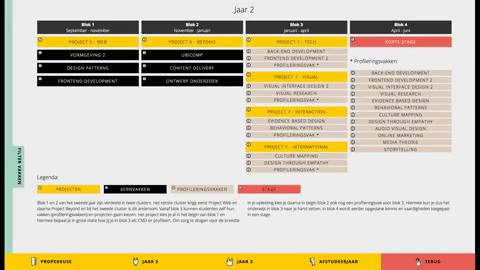 Jaar 2
Blok 1
September - november
PROJECT 5 - WEB
VORMGEVING 2
DESIGN PATTERNS
FRONTEND DEVELOPMENT
Blok 2
November - januari
PROJECT 6 - BEYOND
UBICOMP
CONTENT DELIVERY
ONTWERP ONDERZOEK
Blok 3
Januari - april
PROJECT 7 - TECH
BACK-END DEVELOPMENT
FRONTEND DEVELOPMENT 2
PROFILERINGSVAK *
PROJECT 7 - VISUAL
VISUAL INTERFACE DESIGN 2
VISUAL RESEARCH
PROFILERINGSVAK *
PROJECT 7 - INTERACTION
EVIDENCE BASED DESIGN
BEHAVIORAL PATTERNS
PROFILERINGSVAK *
PROJECT 7 - INTERNATIONAL
CULTURE MAPPING
DESIGN THROUGH EMPATHY
PROFILERINGSVAK *
Blok 4
April - juni
KORTE STAGE
* Profileringsvakken:
BACK-END DEVELOPMENT
FRONTEND DEVELOPMENT 2
VISUAL INTERFACE DESIGN 2
VISUAL RESEARCH
EVIDENCE BASED DESIGN
BEHAVIORAL PATTERNS
CULTURE MAPPING
DESIGN THROUGH EMPATHY
AUDIO VISUAL DESIGN
ONLINE MARKETING
MEDIA THEORIE
STORYTELLING
FILTER VAKKEN
Legenda:
PROJECTEN
KERNVAKKEN
PROFILERINGSVAKKEN
STAGE
Blok 1 en 2 van het tweede jaar zijn verdeeld in twee clusters. Het eerste cluster krijgt eerst Project Web en
daarna Project Beyond en bij het tweede cluster is dit andersom. Vanaf blok 3 kunnen studenten zelf hun
vakken (profileringsvakken) en projecten gaan kiezen. Het project kies je al in het begin van blok 1 en
hiermee bepaal je in grote mate hoe jij in blok 3 als CMD-er profileert. Om zorg te dragen voor de breedte
in je opleiding kies je daarna in begin blok 2 ook nog een profileringsvak voor blok 3. Hiermee kun je het
onderwijs in blok 3 naar je hand zetten. In blok 4 wordt eerder opgedane kennis en vaardigheden toegepast
in een stage.
PROPEDEUSE
JAAR 2
JAAR 3
AFSTUDEERJAAR
TERUG